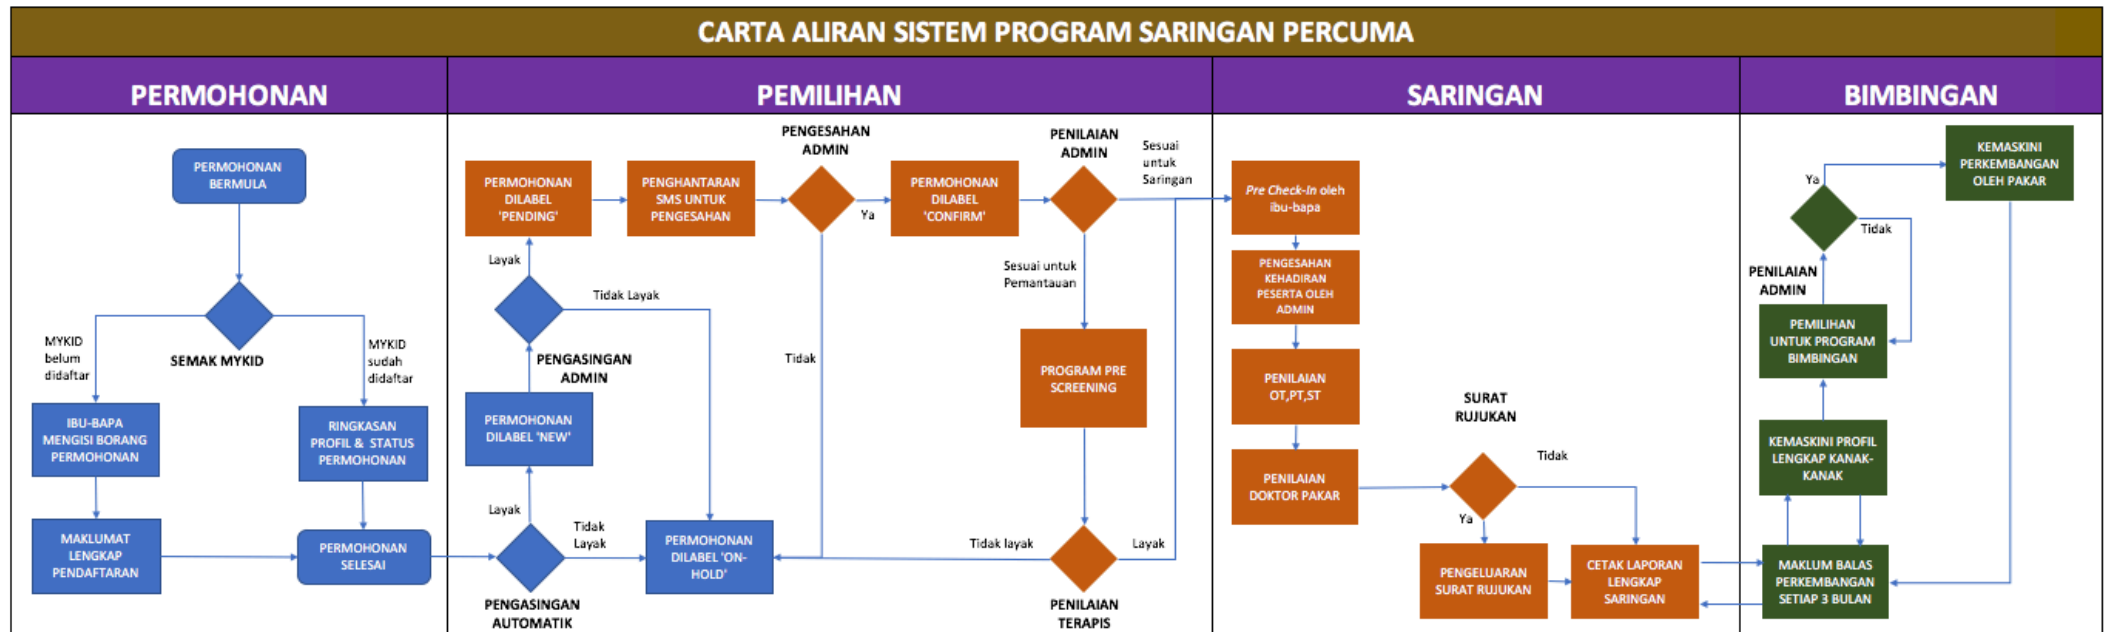 CARTA ALIRAN SISTEM PROGRAM SARINGAN PERCUMA
PERMOHONAN
PEMILIHAN
SARINGAN
BIMBINGAN
PERMOHONAN
BERMULA
MYKID
belum
didaftar
SEMAK MYKID
MYKID
sudah
didaftar
IBU-BAPA
MENGISI BORANG
PERMOHONAN
RINGKASAN
PROFIL & STATUS
PERMOHONAN
MAKLUMAT
LENGKAP
PENDAFTARAN
PERMOHONAN
SELESAI
PERMOHONAN
DILABEL
'PENDING'
PENGHANTARAN
SMS UNTUK
PENGESAHAN
PENGESAHAN
ADMIN
Ya
PERMOHONAN
DILABEL
'CONFIRM'
PENILAIAN
ADMIN
Sesuai
untuk
Saringan
Layak
Tidak Layak
PENGASINGAN
ADMIN
Tidak
Sesuai untuk
Pemantauan
PERMOHONAN
DILABEL 'NEW'
PROGRAM PRE
SCREENING
Layak
Tidak
Layak
PENGASINGAN
AUTOMATIK
PERMOHONAN
DILABEL 'ON-
HOLD'
Tidak layak
Layak
PENILAIAN
TERAPIS
Pre Check-In oleh
ibu-bapa
PENGESAHAN
KEHADIRAN
PESERTA OLEH
ADMIN
PENILAIAN
OT,PT,ST
PENILAIAN
DOKTOR PAKAR
SURAT
RUJUKAN
Tidak
Ya
PENGELUARAN
SURAT RUJUKAN
CETAK LAPORAN
LENGKAP
SARINGAN
KEMASKINI
PERKEMBANGAN
OLEH PAKAR
Ya
Tidak
PENILAIAN
ADMIN
PEMILIHAN
UNTUK PROGRAM
BIMBINGAN
KEMASKINI PROFIL
LENGKAP KANAK-
KANAK
MAKLUM BALAS
PERKEMBANGAN
SETIAP 3 BULAN